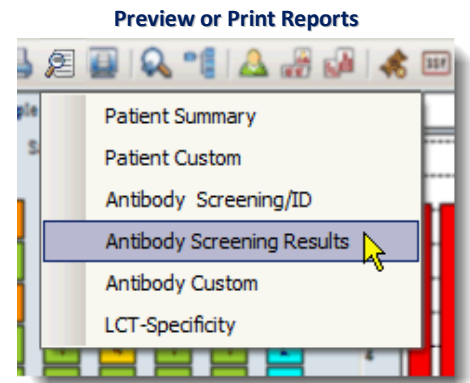 Preview or Print Reports
Patient Summary
Patient Custom
Antibody Screening/ID
Antibody Screening Results
Antibody Custom
LCT-Specificity